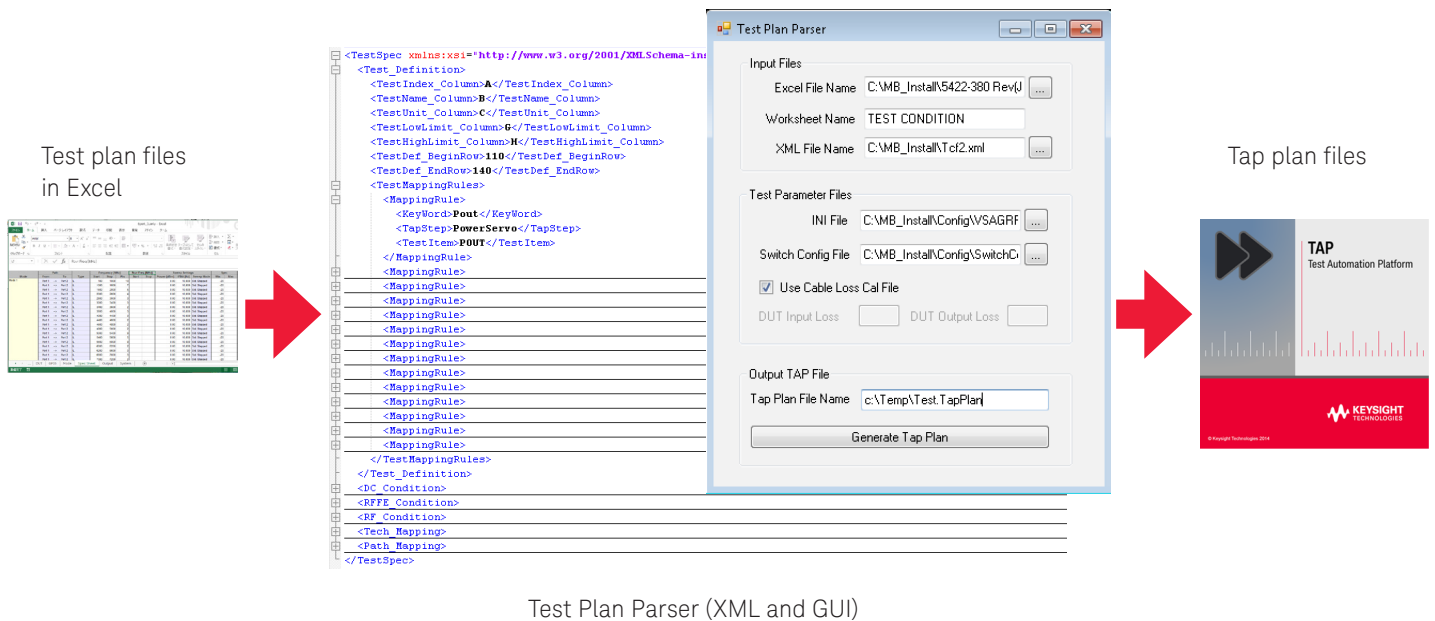 Test plan files
in Excel
<TestSpec xmlns:xsi="http://www.w3.org/2001/XMLSchema-ins
<Test_Definition>
<TestIndex_Column>A</TestIndex_Column>
<TestName_Column>B</TestName_Column>
<TestUnit_Column>C</TestUnit_Column>
<TestLowLimit_Column>G</TestLowLimit_Column>
<TestHighLimit_Column>H</TestHighLimit_Column>
<TestDef_BeginRow>110</TestDef_BeginRow>
<TestDef_EndRow>140</TestDef_EndRow>
<TestMappingRules>
<MappingRule>
<KeyWord>Pout</KeyWord>
<TapStep>PowerServo</TapStep>
<TestItem>POUT</TestItem>
</MappingRule>
<MappingRule>
<MappingRule>
<MappingRule>
<MappingRule>
<MappingRule>
<MappingRule>
<MappingRule>
<MappingRule>
<MappingRule>
<MappingRule>
<MappingRule>
<MappingRule>
<MappingRule>
</TestMappingRules>
</Test_Definition>
<DC_Condition>
<RFFE_Condition>
<RF_Condition>
<Tech_Mapping>
<Path_Mapping>
</TestSpec>
Test Plan Parser
Input Files
Excel File Name C:\MB_Install\5422-380 Rev(J ...
Worksheet Name TEST CONDITION
XML File Name C:\MB_Install\Tcf2.xml ...
Test Parameter Files
INI File C:\MB_Install\Config\VSAGRF ...
Switch Config File C:\MB_Install\Config\SwitchCo ...
Use Cable Loss Cal File
DUT Input Loss DUT Output Loss
Output TAP File
Tap Plan File Name c:\Temp\Test.TapPlan
Generate Tap Plan
Tap plan files
TAP
Test Automation Platform
KEYSIGHT
TECHNOLOGIES
© Keysight Technologies 2014
Test Plan Parser (XML and GUI)